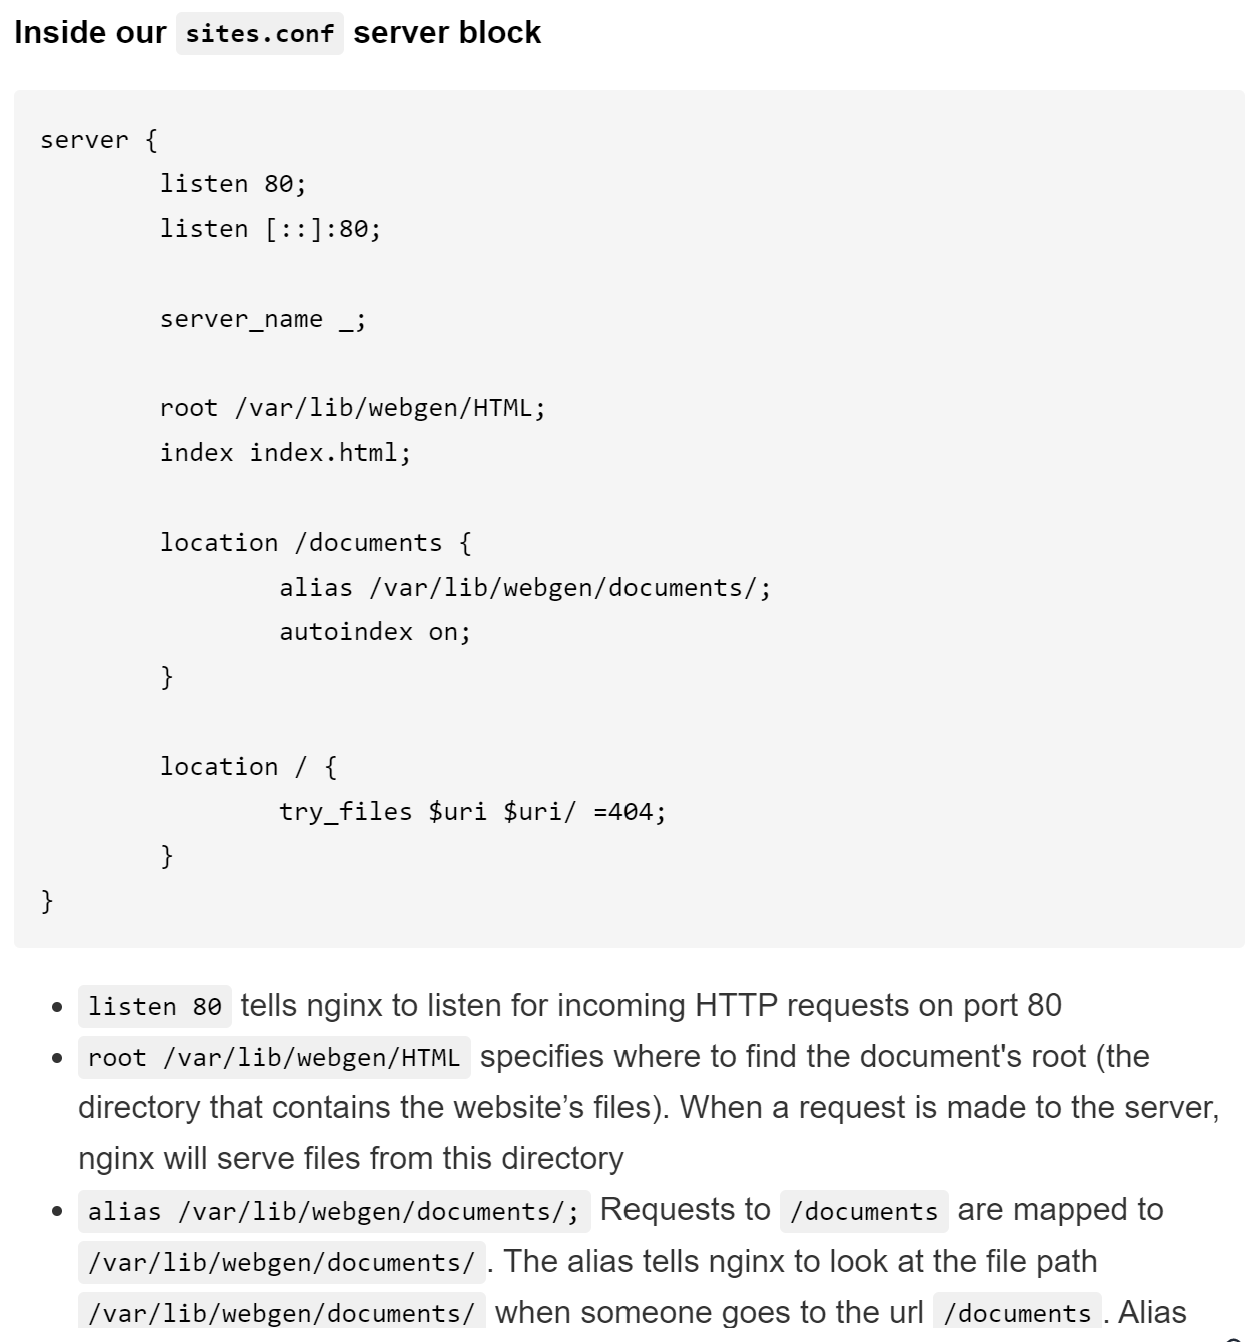 Inside our sites.conf server block
server {
listen 80;
listen [::]:80;
server_name _;
root /var/lib/webgen/HTML;
index index.html;
location /documents {
alias /var/lib/webgen/documents/;
autoindex on;
}
location / {
try_files $uri $uri/ =404;
}
}
• listen 80 tells nginx to listen for incoming HTTP requests on port 80
• root /var/lib/webgen/HTML specifies where to find the document's root (the
directory that contains the website’s files). When a request is made to the server,
nginx will serve files from this directory
• alias /var/lib/webgen/documents/; Requests to /documents are mapped to
/var/lib/webgen/documents/ . The alias tells nginx to look at the file path
/var/lib/webgen/documents/ when someone goes to the url /documents . Alias